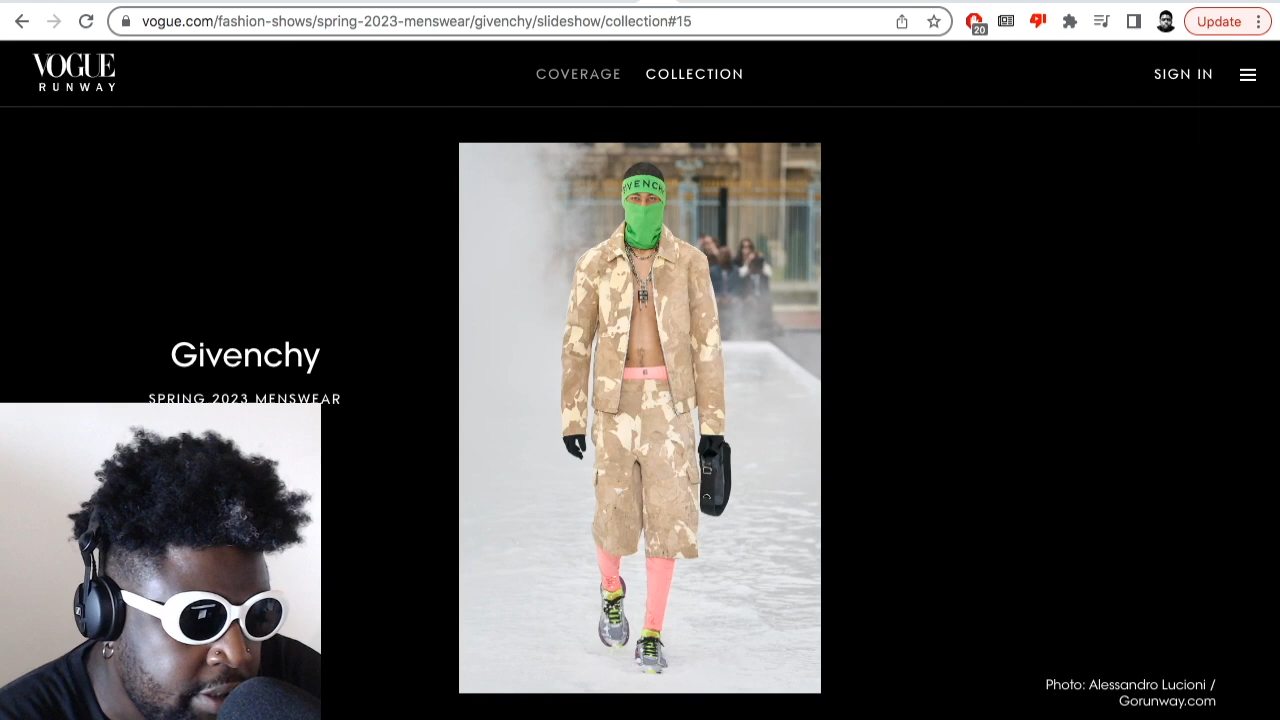 vogue.com/fashion-shows/spring-2023-menswear/givenchy/slideshow/collection#15
20
Update
VOGUE
RUNWAY
COVERAGE
COLLECTION
SIGN IN
GIVENCHY
Givenchy
SPRING 2023 MENSWEAR
Photo: Alessandro Lucioni /
Gorunway.com